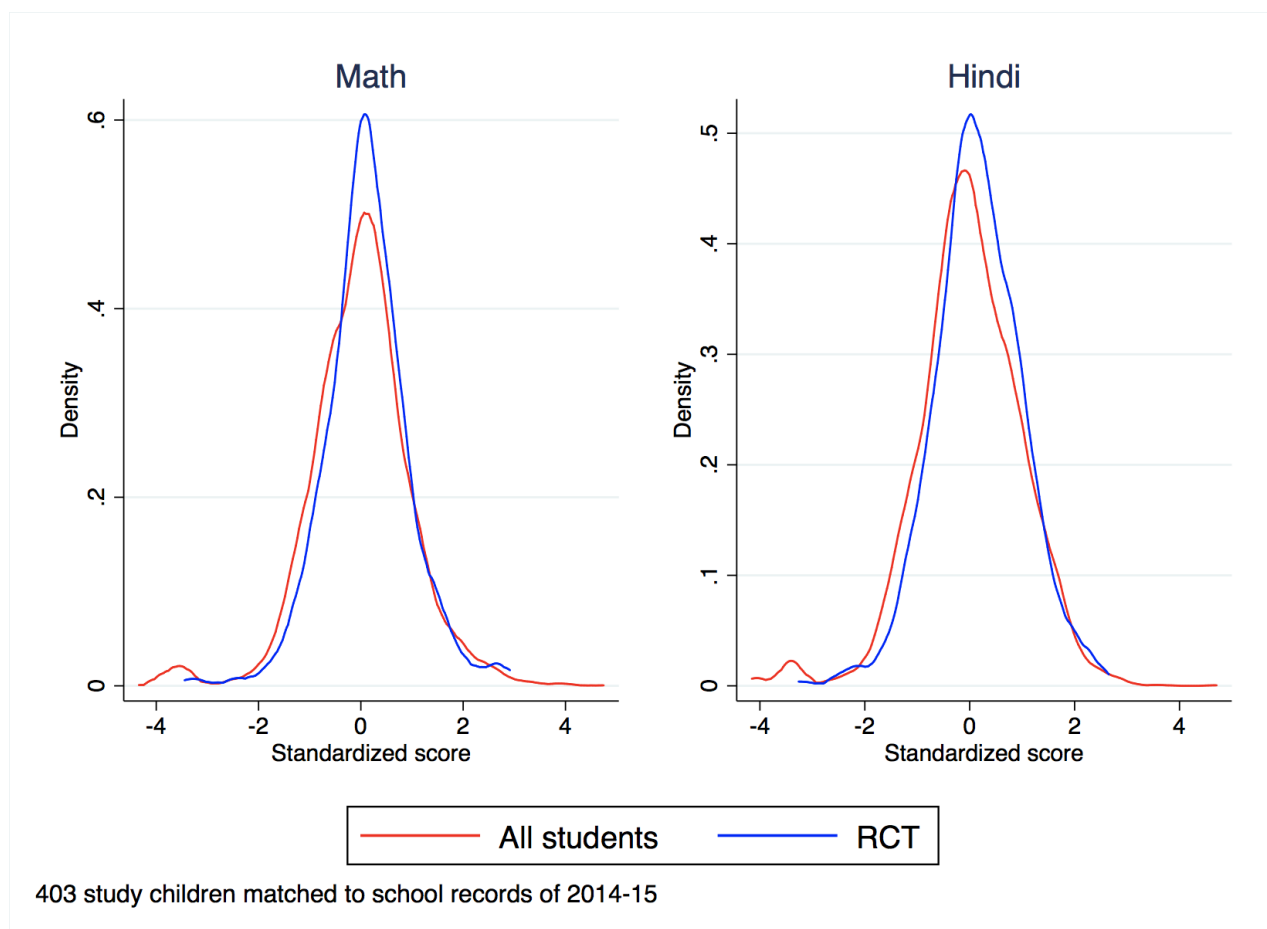 Math
Density
0
.2
.4
.6
-4 -2 0 2 4
Standardized score
Hindi
Density
0
.1
.2
.3
.4
.5
-4 -2 0 2 4
Standardized score
All students RCT
403 study children matched to school records of 2014-15